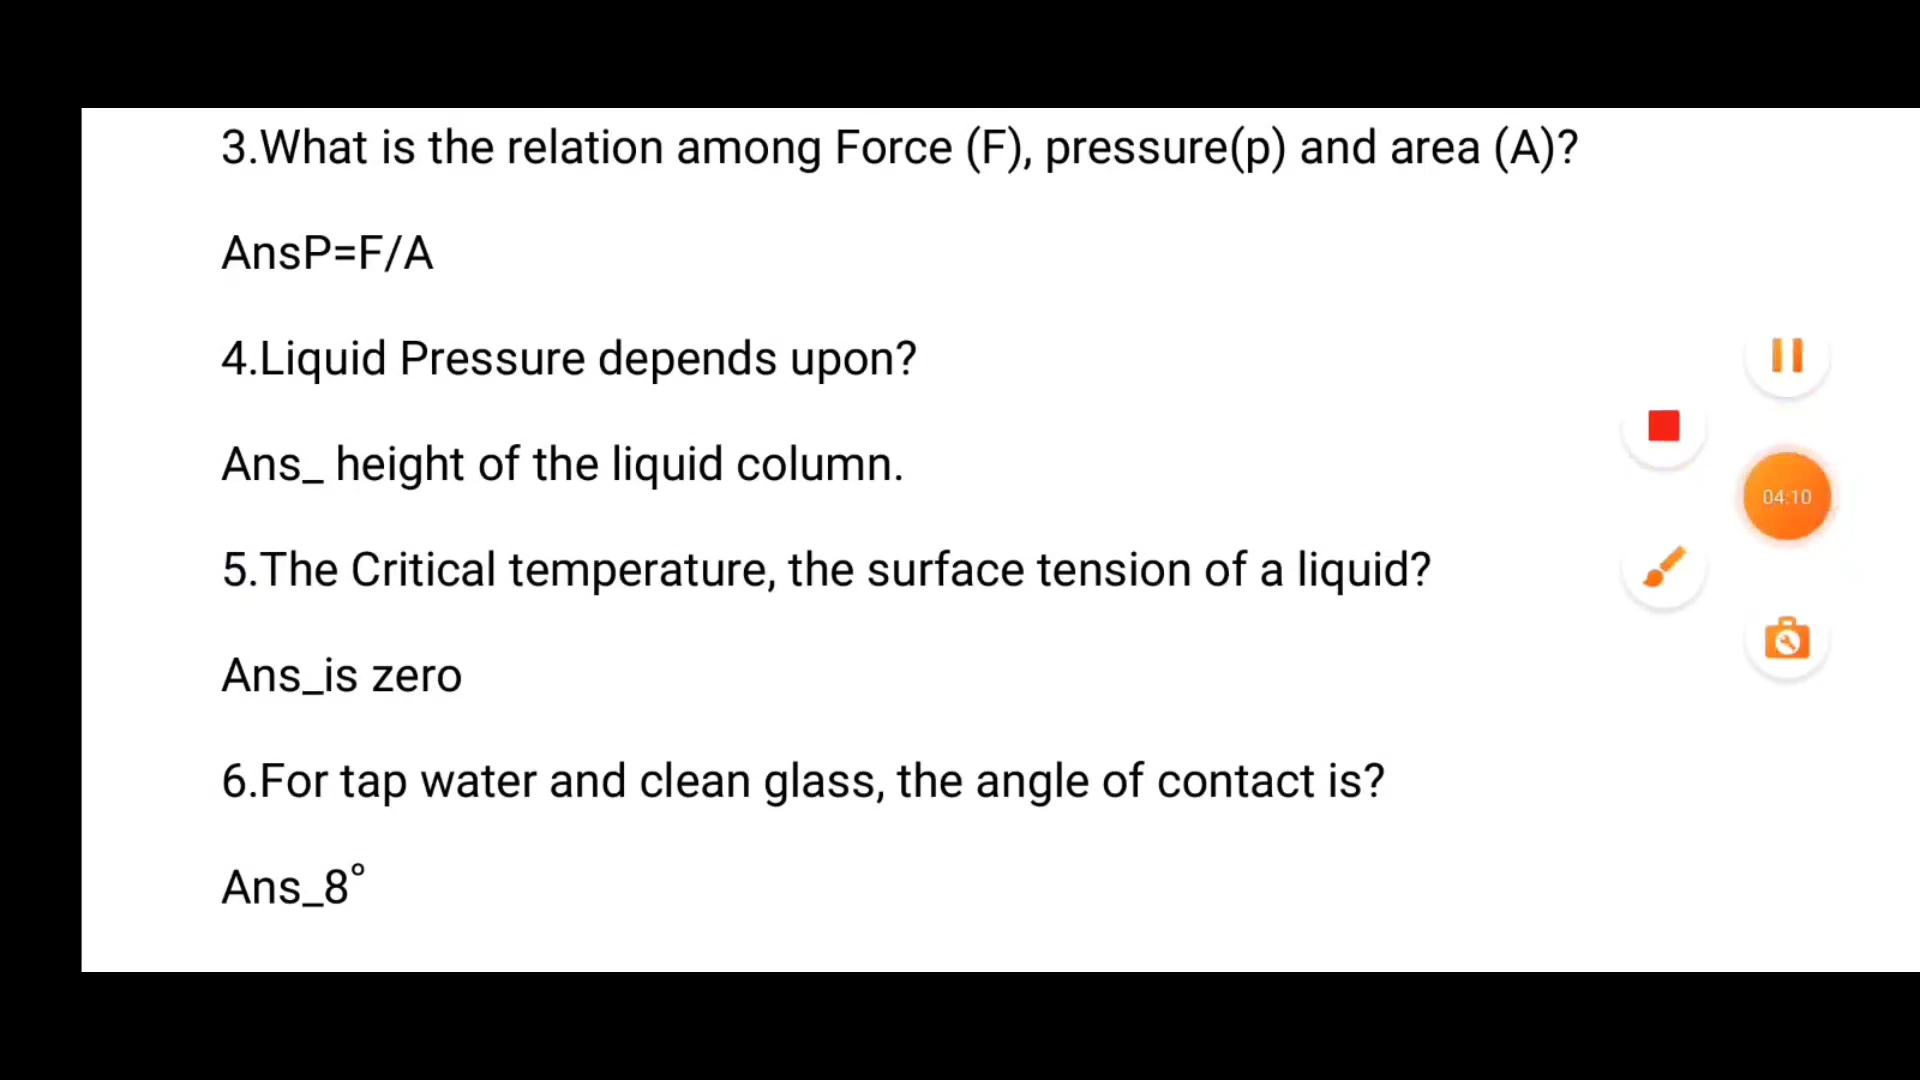 3.What is the relation among Force (F), pressure(p) and area (A)?
AnsP=F/A
4.Liquid Pressure depends upon?
Ans_ height of the liquid column.
5.The Critical temperature, the surface tension of a liquid?
Ans_is zero
6.For tap water and clean glass, the angle of contact is?
Ans_8°
04:10